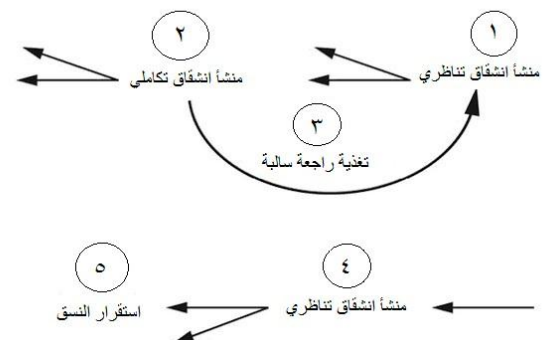 ١
منشأ انشقاق تناظري
٢
منشأ انشقاق تكاملي
٣
تغذية راجعة سالبة
٤
منشأ انشقاق تناظري
٥
استقرار النسق